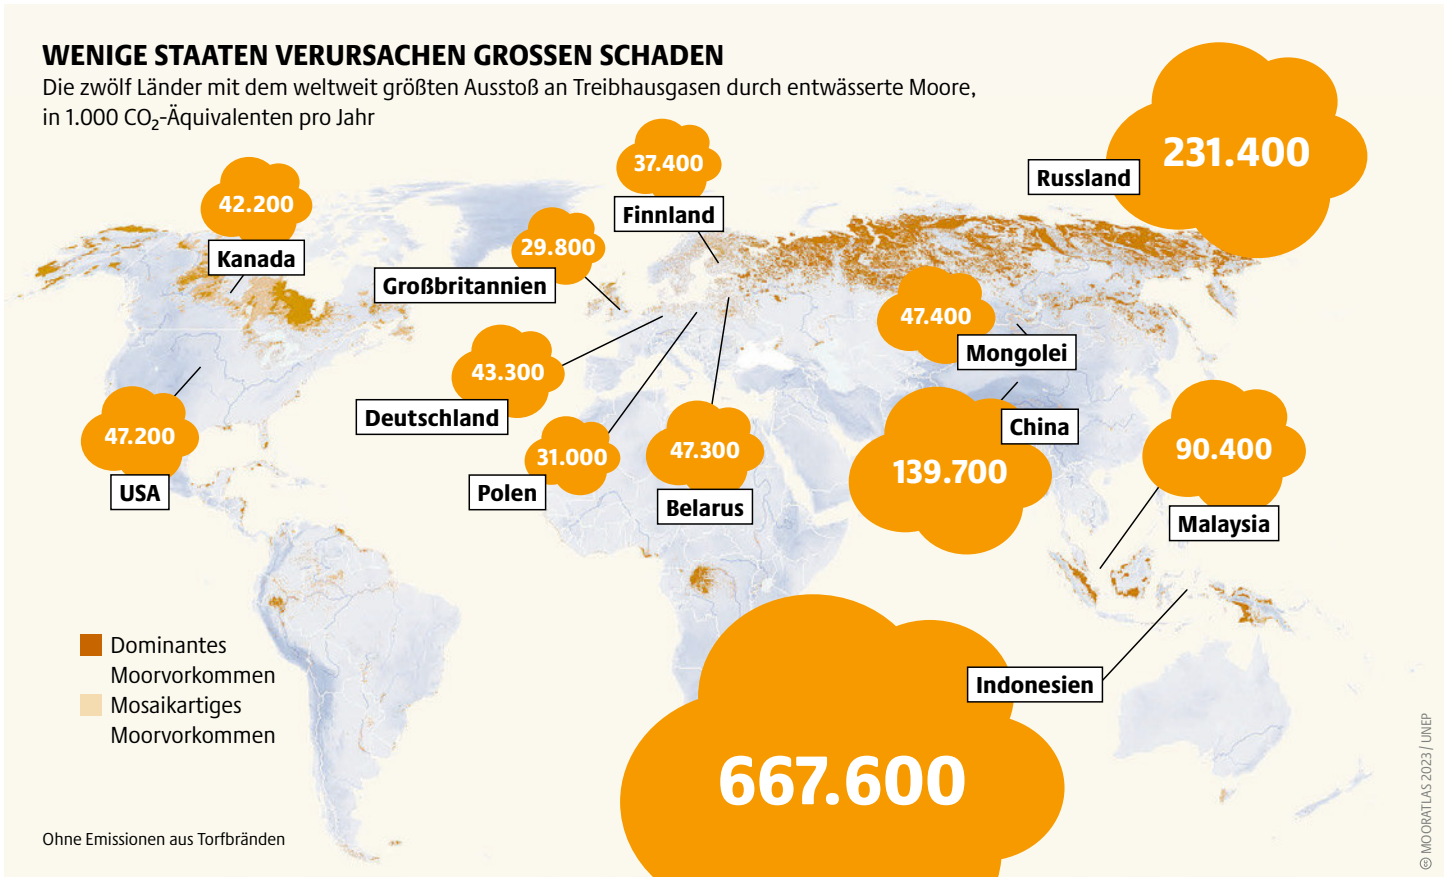 WENIGE STAATEN VERURSACHEN GROSSEN SCHADEN
Die zwölf Länder mit dem weltweit größten Ausstoß an Treibhausgasen durch entwässerte Moore,
in 1.000 CO₂-Äquivalenten pro Jahr
231.400
Russland
37.400
Finnland
42.200
Kanada
29.800
Großbritannien
47.400
Mongolei
43.300
Deutschland
47.200
USA
31.000
Polen
47.300
Belarus
139.700
China
90.400
Malaysia
667.600
Indonesien
Dominantes
Moorvorkommen
Mosaikartiges
Moorvorkommen
Ohne Emissionen aus Torfbränden
cc MOORATLAS 2023 / UNEP